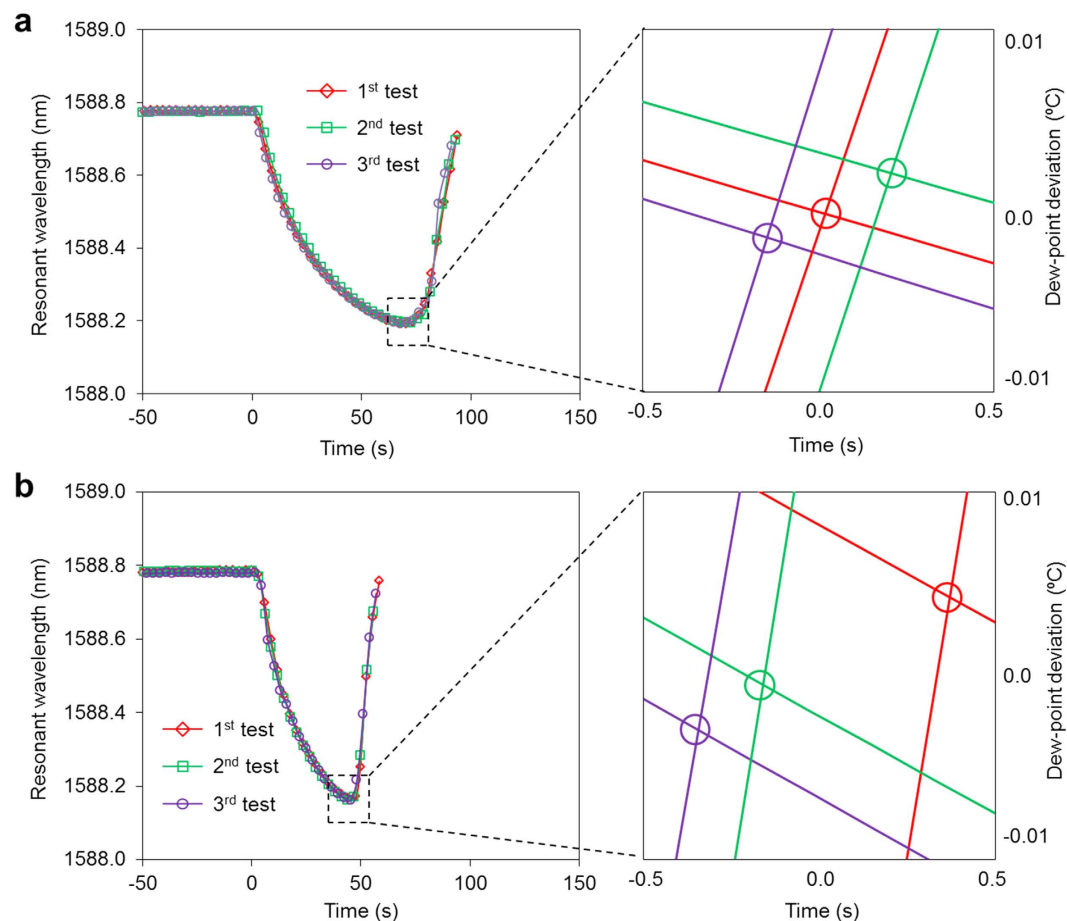 a
1589.0
1588.8
1588.6
1588.4
1588.2
1588.0
Resonant wavelength (nm)
1st test
2nd test
3rd test
-50
0
50
100
150
Time (s)
0.01
0.0
-0.01
Dew-point deviation (ºC)
-0.5
0.0
0.5
Time (s)
b
1589.0
1588.8
1588.6
1588.4
1588.2
1588.0
Resonant wavelength (nm)
1st test
2nd test
3rd test
-50
0
50
100
150
Time (s)
0.01
0.0
-0.01
Dew-point deviation (ºC)
-0.5
0.0
0.5
Time (s)